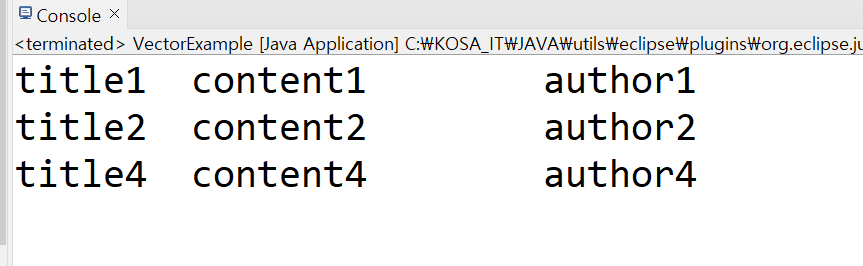 Console
<terminated> VectorExample [Java Application] C:₩KOSA_IT₩JAVA₩utils₩eclipse₩plugins₩org.eclipse.ju
title1 content1 author1
title2 content2 author2
title4 content4 author4